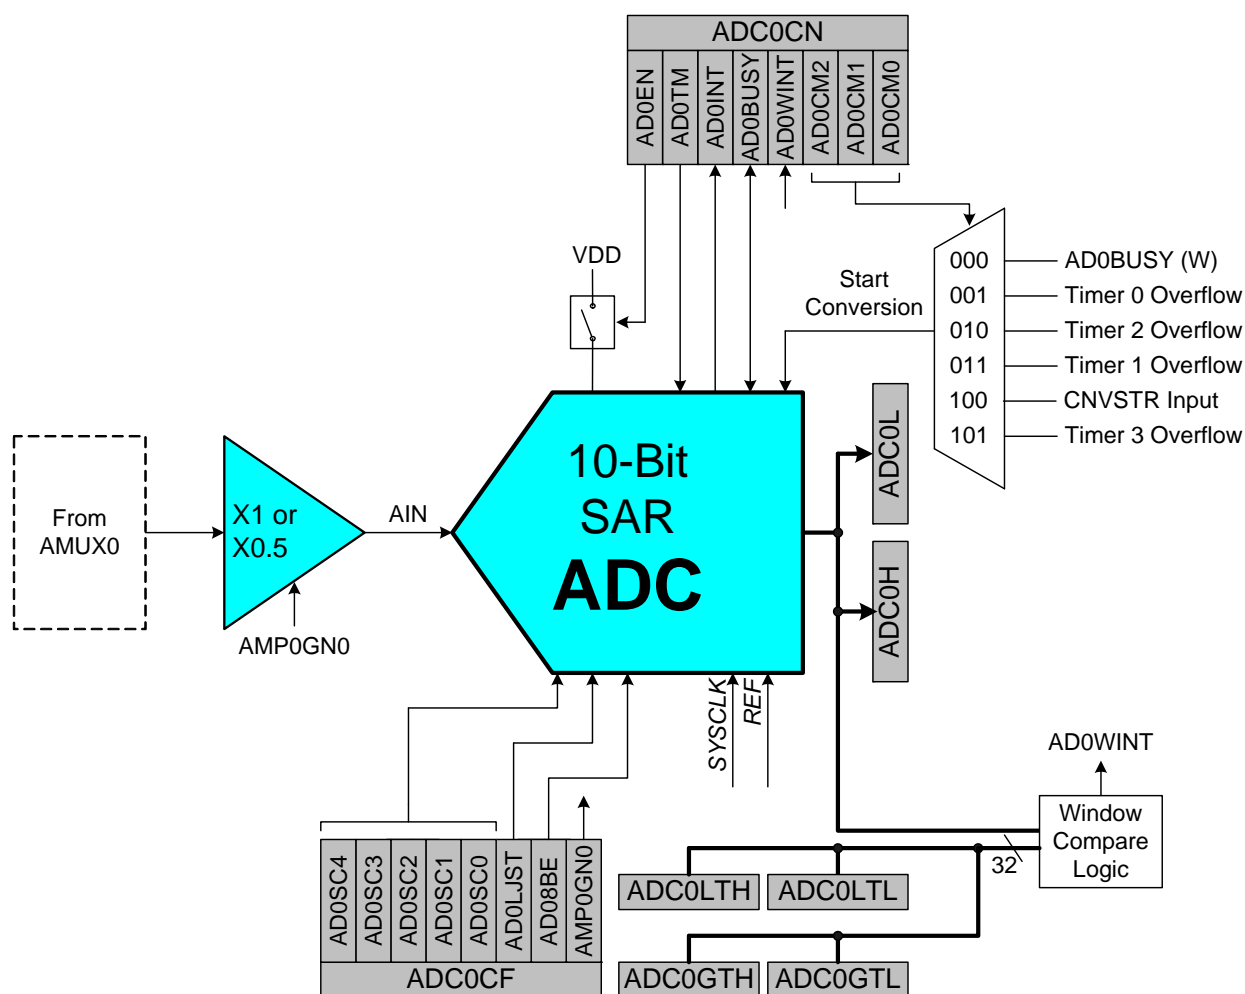 ADC0CN
AD0EN
AD0TM
AD0INT
AD0BUSY
AD0WINT
AD0CM2
AD0CM1
AD0CM0
VDD
Start
Conversion
000
AD0BUSY (W)
001
Timer 0 Overflow
010
Timer 2 Overflow
011
Timer 1 Overflow
100
CNVSTR Input
101
Timer 3 Overflow
From
AMUX0
X1 or
X0.5
AIN
AMP0GN0
10-Bit
SAR
ADC
ADC0L
ADC0H
SYSCLK
REF
AD0WINT
Window
Compare
Logic
32
AD0SC4
AD0SC3
AD0SC2
AD0SC1
AD0SC0
AD0LJST
AD08BE
AMP0GN0
ADC0CF
ADC0LTH
ADC0LTL
ADC0GTH
ADC0GTL